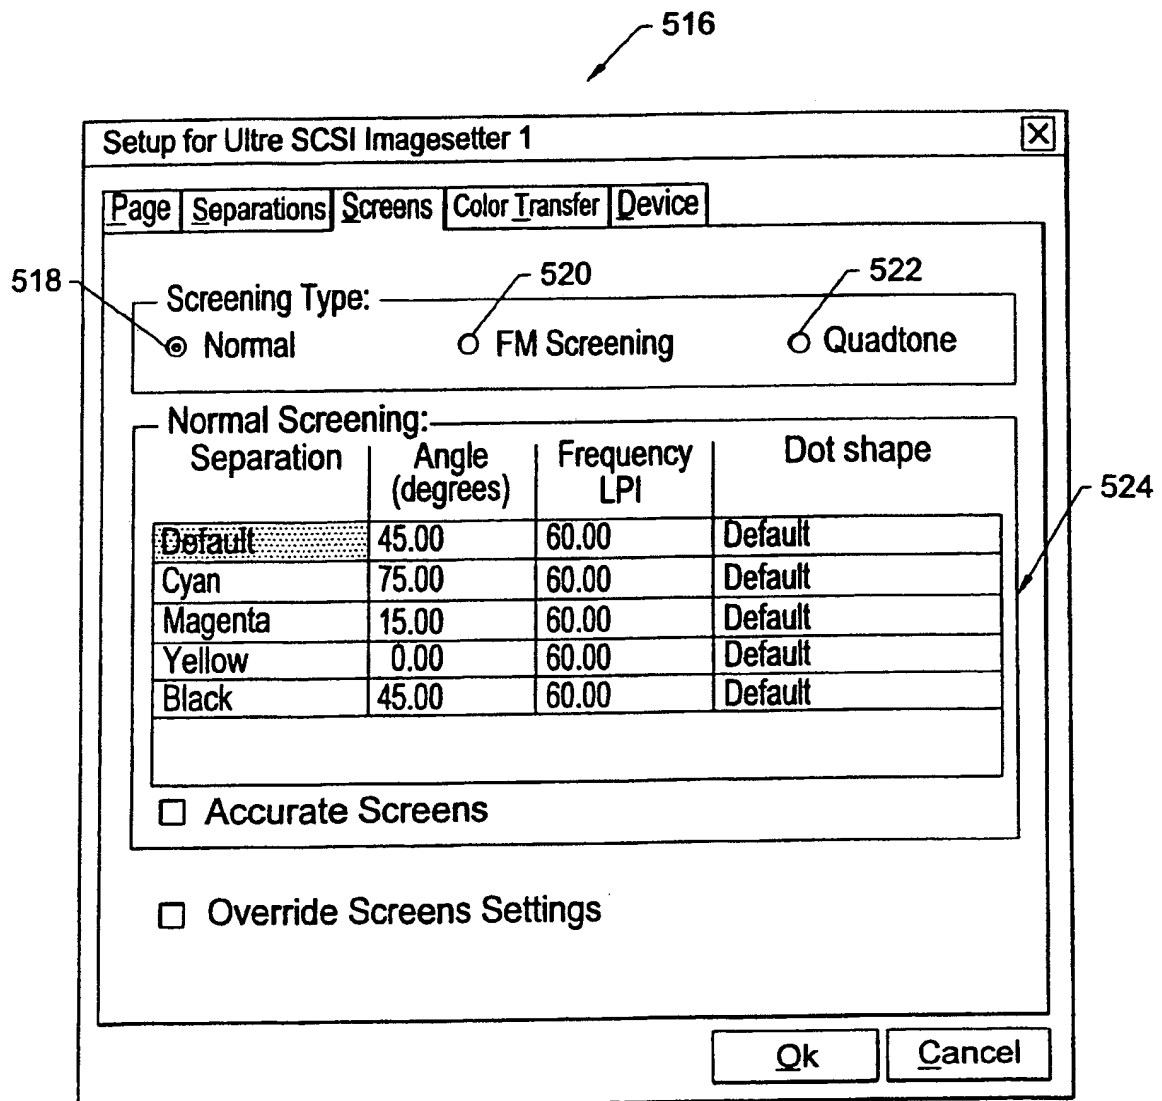 516
Setup for Ultre SCSI Imagesetter 1
Page Separations Screens Color Transfer Device
518 520 522
Screening Type:
Normal FM Screening Quadtone
Normal Screening:
Separation Angle (degrees) Frequency LPI Dot shape
524
Default 45.00 60.00 Default
Cyan 75.00 60.00 Default
Magenta 15.00 60.00 Default
Yellow 0.00 60.00 Default
Black 45.00 60.00 Default
Accurate Screens
Override Screens Settings
Ok Cancel